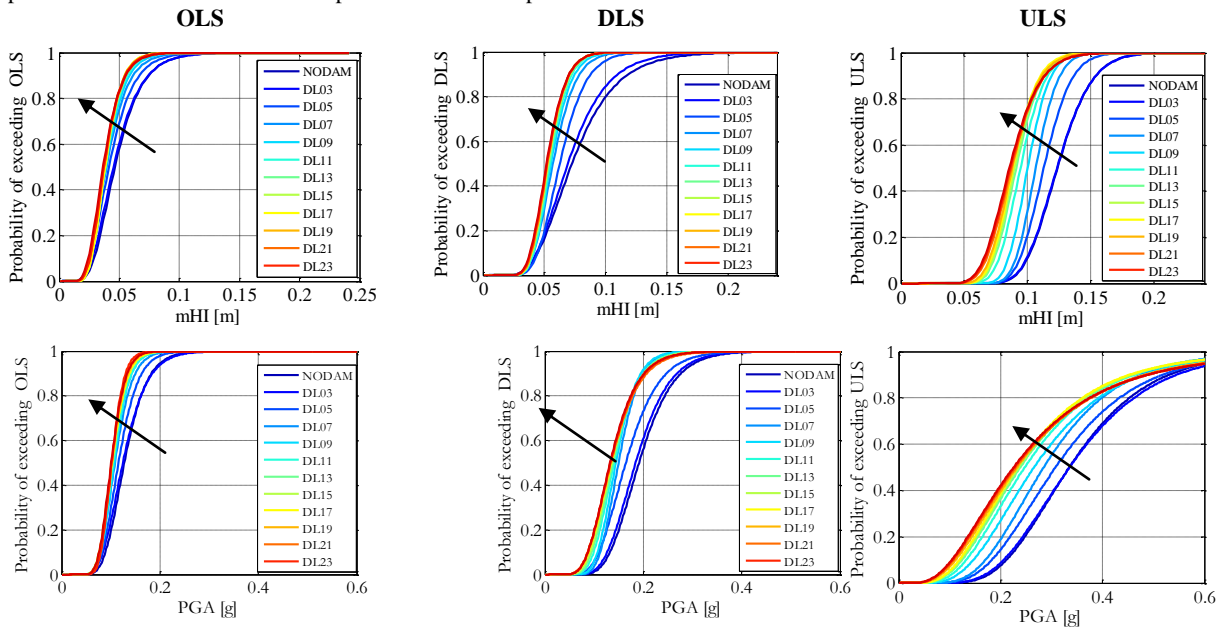 OLS
DLS
ULS
Probability of exceeding OLS
1
0.8
0.6
0.4
0.2
0
0
0.05
0.1
0.15
0.2
0.25
mHI [m]
NODAM
DL03
DL05
DL07
DL09
DL11
DL13
DL15
DL17
DL19
DL21
DL23
Probability of exceeding DLS
1
0.8
0.6
0.4
0.2
0
0
0.05
0.1
0.15
0.2
mHI [m]
NODAM
DL03
DL05
DL07
DL09
DL11
DL13
DL15
DL17
DL19
DL21
DL23
Probability of exceeding ULS
1
0.8
0.6
0.4
0.2
0
0
0.05
0.1
0.15
0.2
mHI [m]
NODAM
DL03
DL05
DL07
DL09
DL11
DL13
DL15
DL17
DL19
DL21
DL23
Probability of exceeding OLS
1
0.8
0.6
0.4
0.2
0
0
0.2
0.4
0.6
PGA [g]
NODAM
DL03
DL05
DL07
DL09
DL11
DL13
DL15
DL17
DL19
DL21
DL23
Probability of exceeding DLS
1
0.8
0.6
0.4
0.2
0
0
0.2
0.4
0.6
PGA [g]
NODAM
DL03
DL05
DL07
DL09
DL11
DL13
DL15
DL17
DL19
DL21
DL23
Probability of exceeding ULS
1
0.8
0.6
0.4
0.2
0
0
0.2
0.4
0.6
PGA [g]